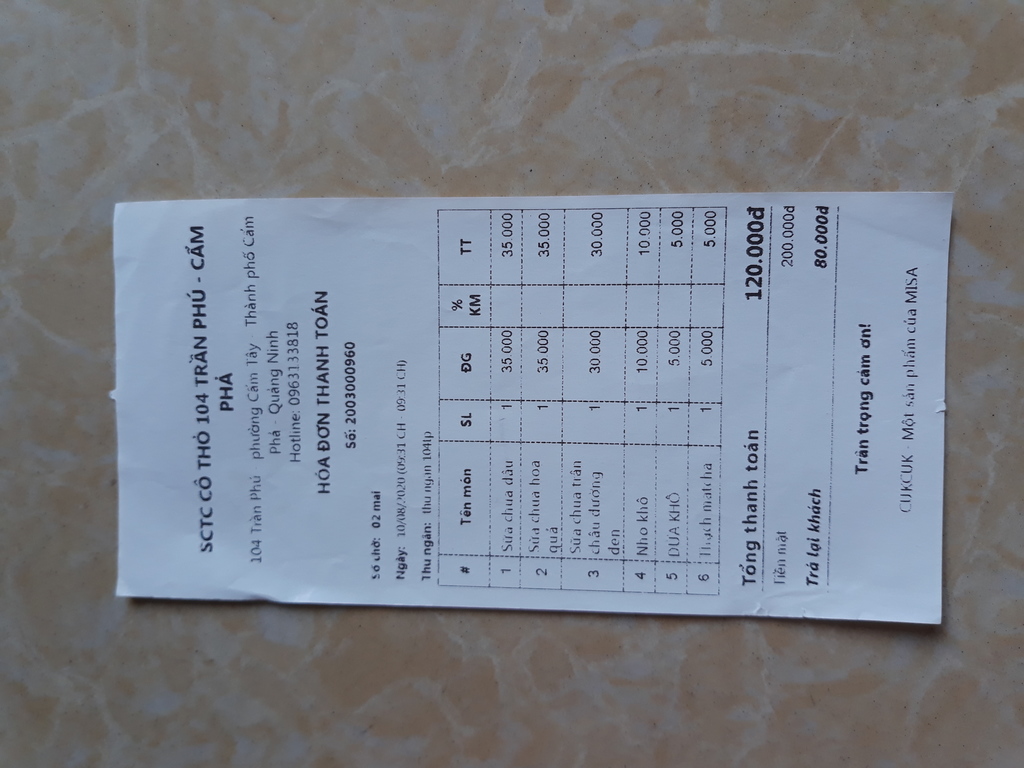 SCTC CÔ THỎ 104 TRẦN PHÚ - CẨM
PHẢ
104 Trần Phú phường Cẩm Tây Thành phố Cẩm
Phả - Quảng Ninh
Hotline: 0963133818
HÓA ĐƠN THANH TOÁN
Số: 2003000960
Số chờ: 02 mai
Ngày: 10/08/2020 (09:31 CH - 09:31 CH)
Thu ngân: thu ngan 104tp
# Tên món SL ĐG % TT
KM
1 Sữa chua dâu 1 35.000 35.000
2 Sữa chua hoa 1 35.000 35.000
quả
3 Sữa chua trân 1 30.000 30.000
châu đường
đen
4 Nho khô 1 10.000 10.000
5 DỪA KHÔ 1 5.000 5.000
6 Thạch matcha 1 5.000 5.000
Tổng thanh toán 120.000đ
Tiền mặt 200.000đ
Trả lại khách 80.000đ
Trân trọng cảm ơn!
CUKCUK - Một sản phẩm của MISA